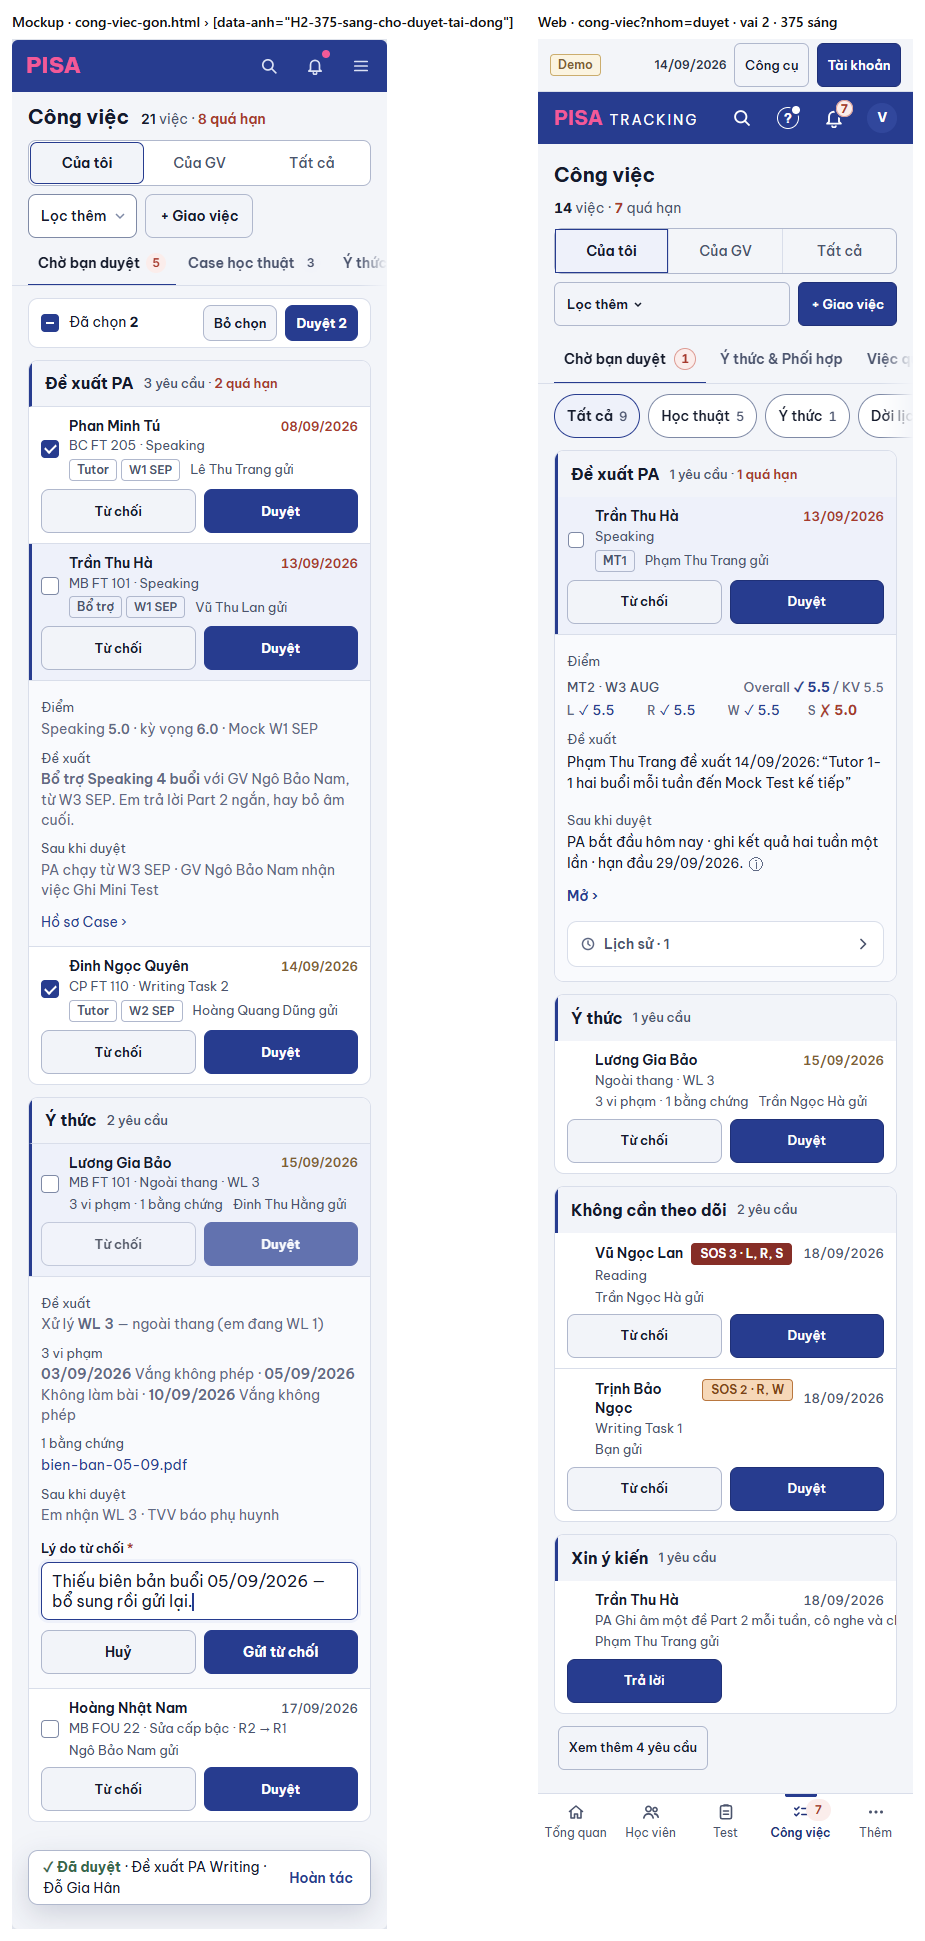 Mockup · cong-viec-gon.html › [data-anh="H2-375-sang-cho-duyet-tai-dong"]
PISA
Công việc 21 việc · 8 quá hạn
Của tôi Của GV Tất cả
Lọc thêm + Giao việc
Chờ bạn duyệt 5 Case học thuật 3 Ý thức
Đã chọn 2 Bỏ chọn Duyệt 2
Đề xuất PA 3 yêu cầu · 2 quá hạn
Phan Minh Tú 08/09/2026
BC FT 205 · Speaking
Tutor W1 SEP Lê Thu Trang gửi
Từ chối Duyệt
Trần Thu Hà 13/09/2026
MB FT 101 · Speaking
Bổ trợ W1 SEP Vũ Thu Lan gửi
Từ chối Duyệt
Điểm
Speaking 5.0 · kỳ vọng 6.0 · Mock W1 SEP
Đề xuất
Bổ trợ Speaking 4 buổi với GV Ngô Bảo Nam,
từ W3 SEP. Em trả lời Part 2 ngắn, hay bỏ âm
cuối.
Sau khi duyệt
PA chạy từ W3 SEP · GV Ngô Bảo Nam nhận
việc Ghi Mini Test
Hồ sơ Case ›
Đinh Ngọc Quyên 14/09/2026
CP FT 110 · Writing Task 2
Tutor W2 SEP Hoàng Quang Dũng gửi
Từ chối Duyệt
Ý thức 2 yêu cầu
Lương Gia Bảo 15/09/2026
MB FT 101 · Ngoài thang · WL 3
3 vi phạm · 1 bằng chứng Đinh Thu Hằng gửi
Từ chối Duyệt
Đề xuất
Xử lý WL 3 — ngoài thang (em đang WL 1)
3 vi phạm
03/09/2026 Vắng không phép · 05/09/2026
Không làm bài · 10/09/2026 Vắng không
phép
1 bằng chứng
bien-ban-05-09.pdf
Sau khi duyệt
Em nhận WL 3 · TVV báo phụ huynh
Lý do từ chối *
Thiếu biên bản buổi 05/09/2026 —
bổ sung rồi gửi lại.
Huỷ Gửi từ chối
Hoàng Nhật Nam 17/09/2026
MB FOU 22 · Sửa cấp bậc · R2 → R1
Ngô Bảo Nam gửi
Từ chối Duyệt
✓ Đã duyệt · Đề xuất PA Writing ·
Đỗ Gia Hân
Hoàn tác
Web · cong-viec?nhom=duyet · vai 2 · 375 sáng
Demo 14/09/2026 Công cụ Tài khoản
PISA TRACKING ? 7 V
Công việc
14 việc · 7 quá hạn
Của tôi Của GV Tất cả
Lọc thêm + Giao việc
Chờ bạn duyệt 1 Ý thức & Phối hợp Việc q
Tất cả 9 Học thuật 5 Ý thức 1 Dời lịc
Đề xuất PA 1 yêu cầu · 1 quá hạn
Trần Thu Hà 13/09/2026
Speaking
MT1 Phạm Thu Trang gửi
Từ chối Duyệt
Điểm
MT2 · W3 AUG Overall ✓ 5.5 / KV 5.5
L ✓ 5.5 R ✓ 5.5 W ✓ 5.5 S ✗ 5.0
Đề xuất
Phạm Thu Trang đề xuất 14/09/2026: “Tutor 1-
1 hai buổi mỗi tuần đến Mock Test kế tiếp”
Sau khi duyệt
PA bắt đầu hôm nay · ghi kết quả hai tuần một
lần · hạn đầu 29/09/2026. ⓘ
Mở ›
Lịch sử · 1
Ý thức 1 yêu cầu
Lương Gia Bảo 15/09/2026
Ngoài thang · WL 3
3 vi phạm · 1 bằng chứng Trần Ngọc Hà gửi
Từ chối Duyệt
Không cần theo dõi 2 yêu cầu
Vũ Ngọc Lan SOS 3 · L, R, S 18/09/2026
Reading
Trần Ngọc Hà gửi
Từ chối Duyệt
Trịnh Bảo
Ngọc
SOS 2 · R, W 18/09/2026
Writing Task 1
Bạn gửi
Từ chối Duyệt
Xin ý kiến 1 yêu cầu
Trần Thu Hà 18/09/2026
PA Ghi âm một đề Part 2 mỗi tuần, cô nghe và cl
Phạm Thu Trang gửi
Trả lời
Xem thêm 4 yêu cầu
7
Tổng quan Học viên Test Công việc Thêm